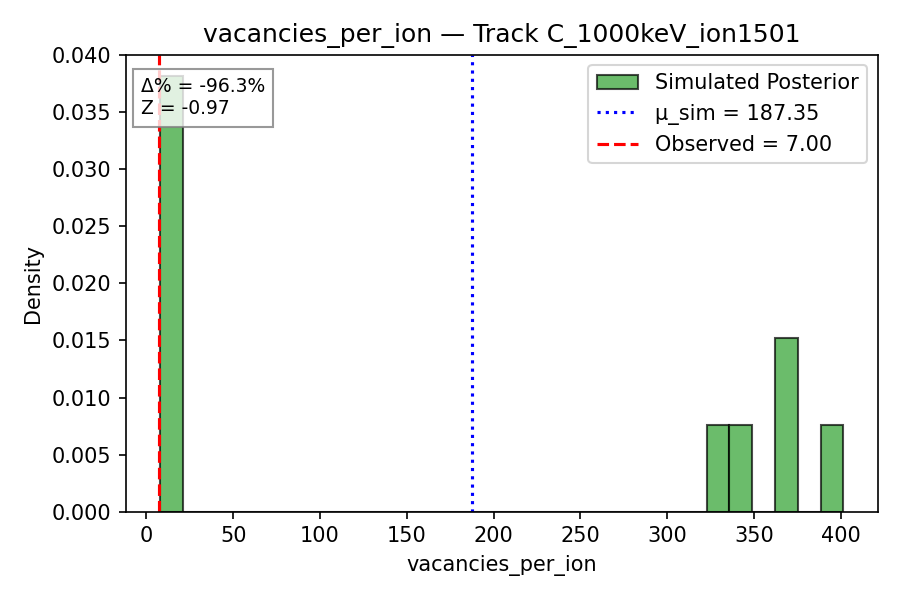 vacancies_per_ion — Track C_1000keV_ion1501
Δ% = -96.3%
Z = -0.97
Simulated Posterior
μ_sim = 187.35
Observed = 7.00
Density
0.040
0.035
0.030
0.025
0.020
0.015
0.010
0.005
0.000
0 50 100 150 200 250 300 350 400
vacancies_per_ion